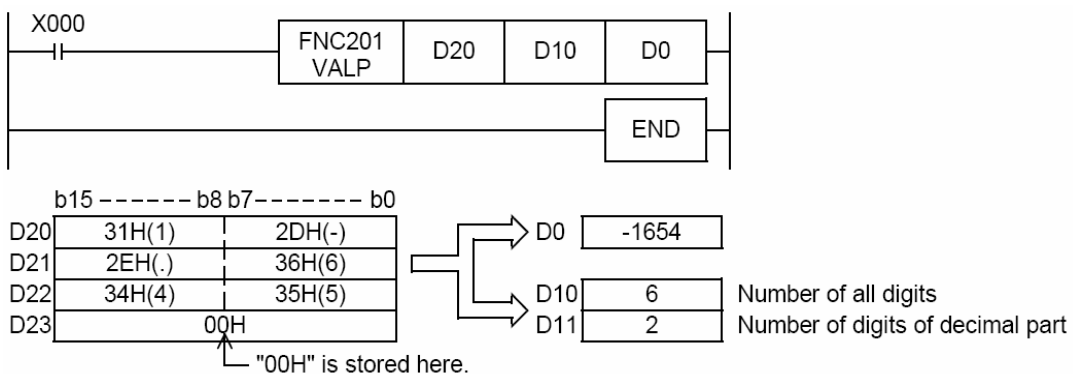 X000
FNC201
VALP
D20
D10
D0
END
b15 ------ b8 b7------- b0
D20 31H(1) 2DH(-)
D21 2EH(.) 36H(6)
D22 34H(4) 35H(5)
D23 00H
"00H" is stored here.
D0 -1654
D10 6 Number of all digits
D11 2 Number of digits of decimal part